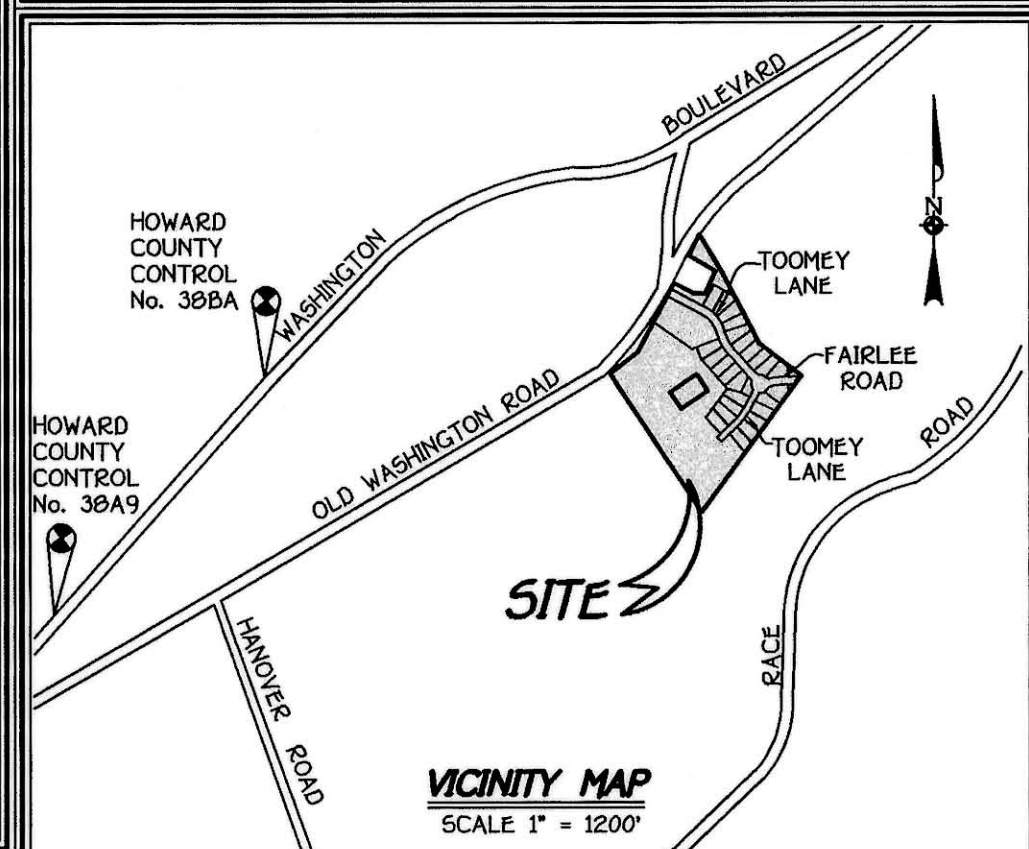 BOULEVARD
HOWARD
COUNTY
CONTROL
No. 38BA
WASHINGTON
N
TOOMEY
LANE
FAIRLEE
ROAD
HOWARD
COUNTY
CONTROL
No. 38A9
OLD WASHINGTON ROAD
TOOMEY
LANE
ROAD
SITE
HANOVER ROAD
RACE
VICINITY MAP
SCALE 1" = 1200'